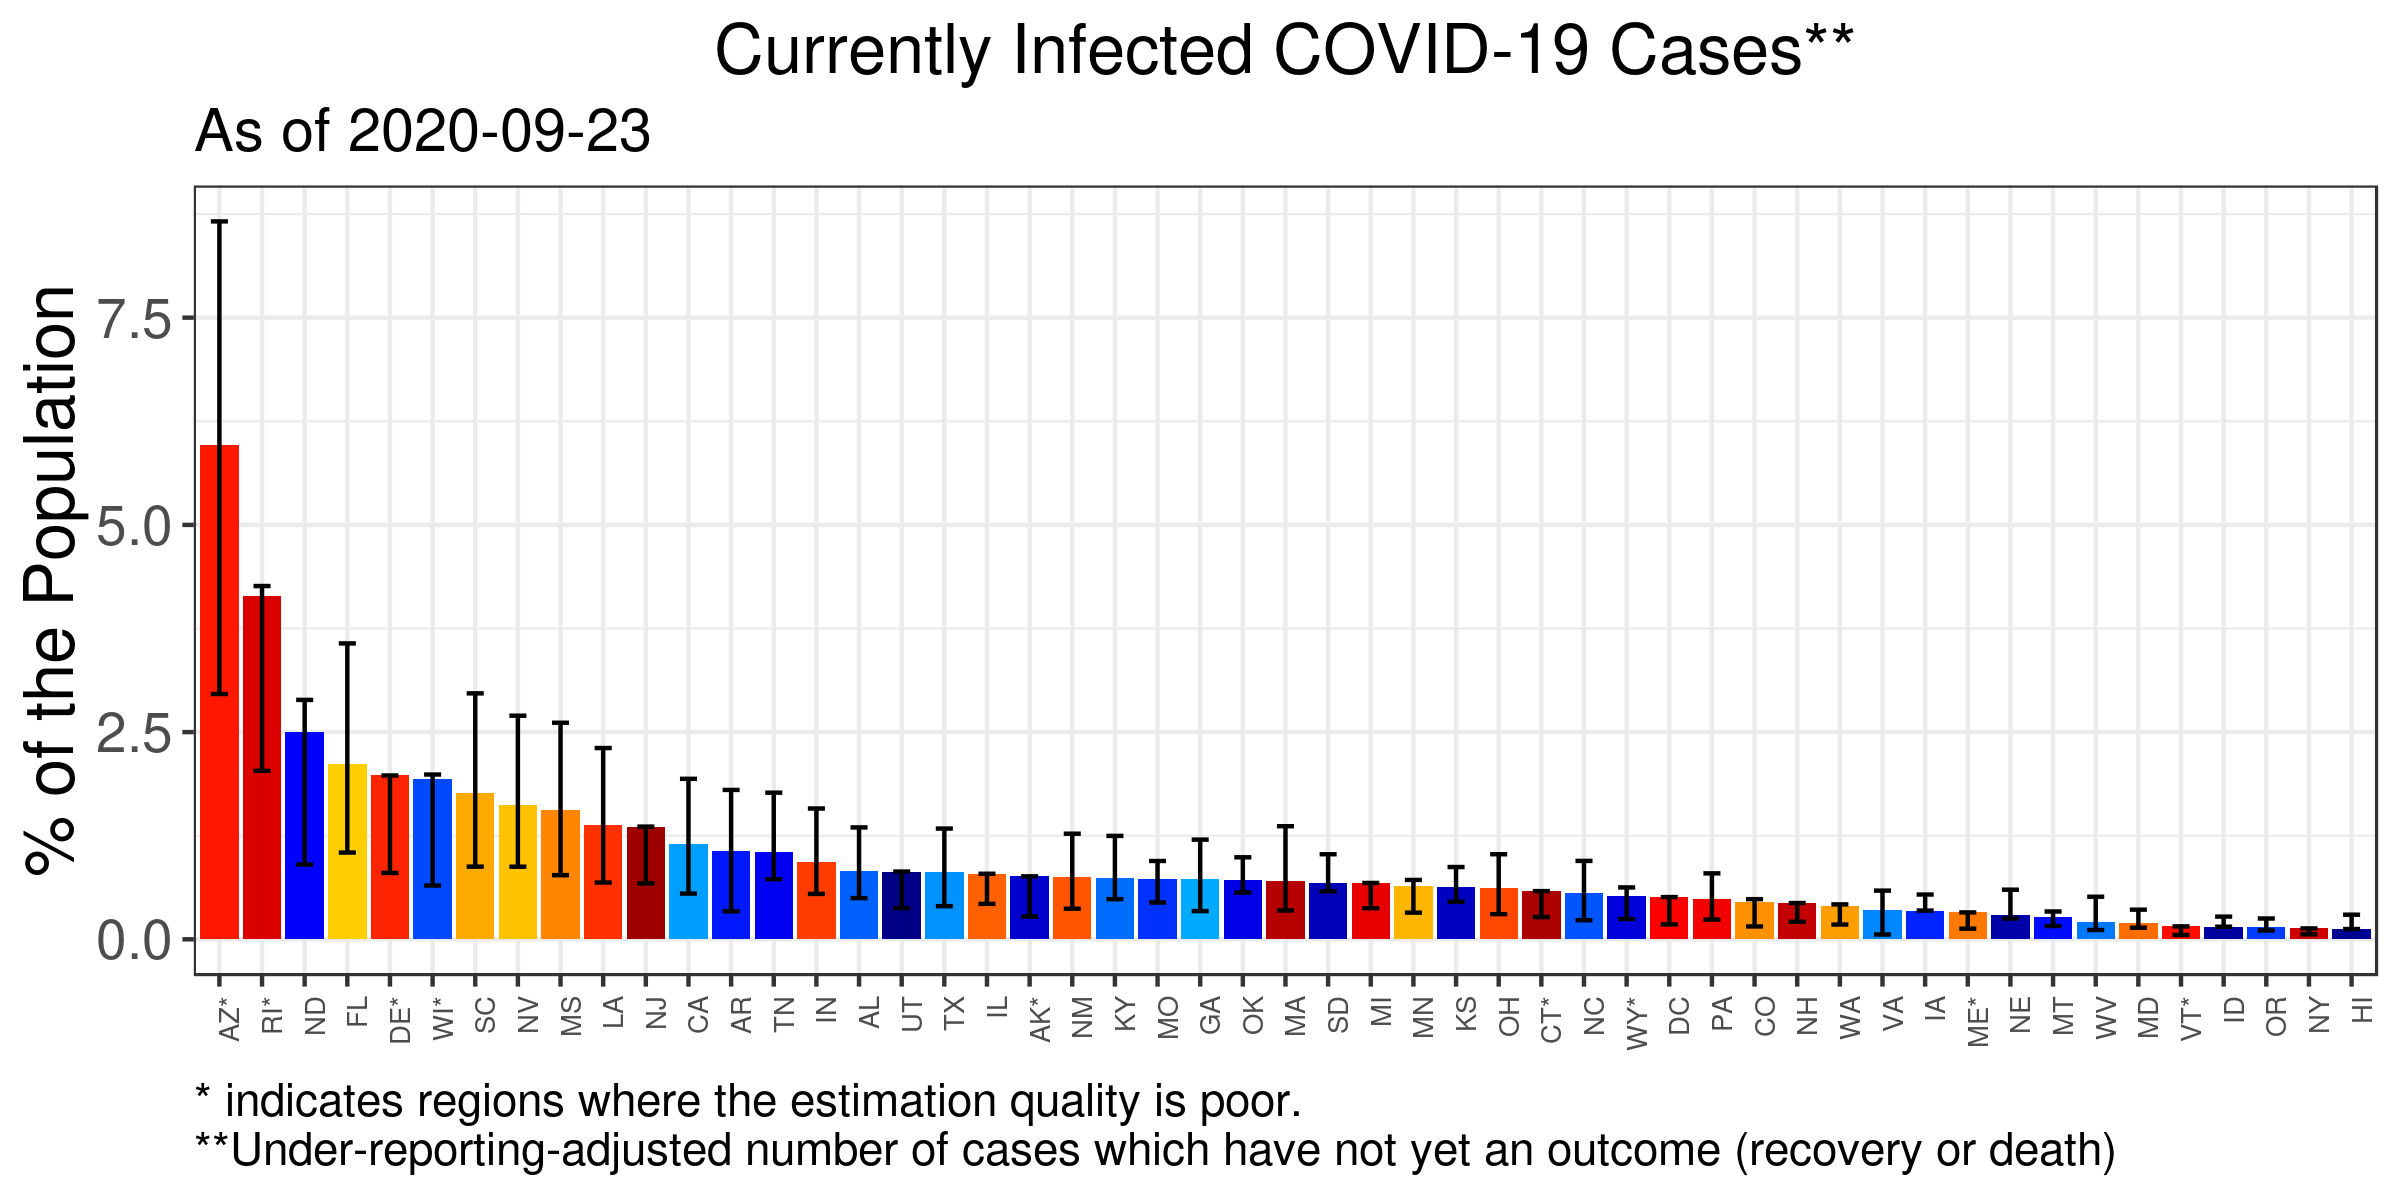 Currently Infected COVID-19 Cases**
As of 2020-09-23
% of the Population
7.5
5.0
2.5
0.0
AZ* RI* ND FL DE* WI* SC NV MS LA NJ CA AR TN IN AL UT TX IL AK* NM KY MO GA OK MA SD MI MN KS OH CT* NC WY* DC PA CO NH WA VA IA ME* NE MT WV MD VT* ID OR NY HI
* indicates regions where the estimation quality is poor.
**Under-reporting-adjusted number of cases which have not yet an outcome (recovery or death)